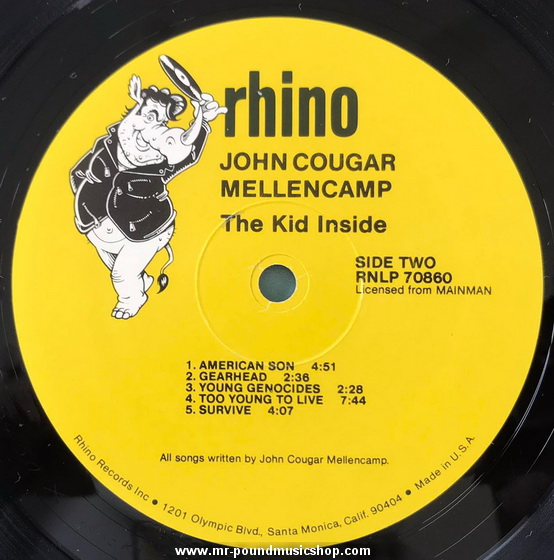 rhino
JOHN COUGAR
MELLENCAMP
The Kid Inside
SIDE TWO
RNLP 70860
Licensed from MAINMAN
1. AMERICAN SON 4:51
2. GEARHEAD 2:36
3. YOUNG GENOCIDES 2:28
4. TOO YOUNG TO LIVE 7:44
5. SURVIVE 4:07
All songs written by John Cougar Mellencamp.
Rhino Records Inc • 1201 Olympic Blvd., Santa Monica, Calif. 90404 • Made in U.S.A.
www.mr-poundmusicshop.com